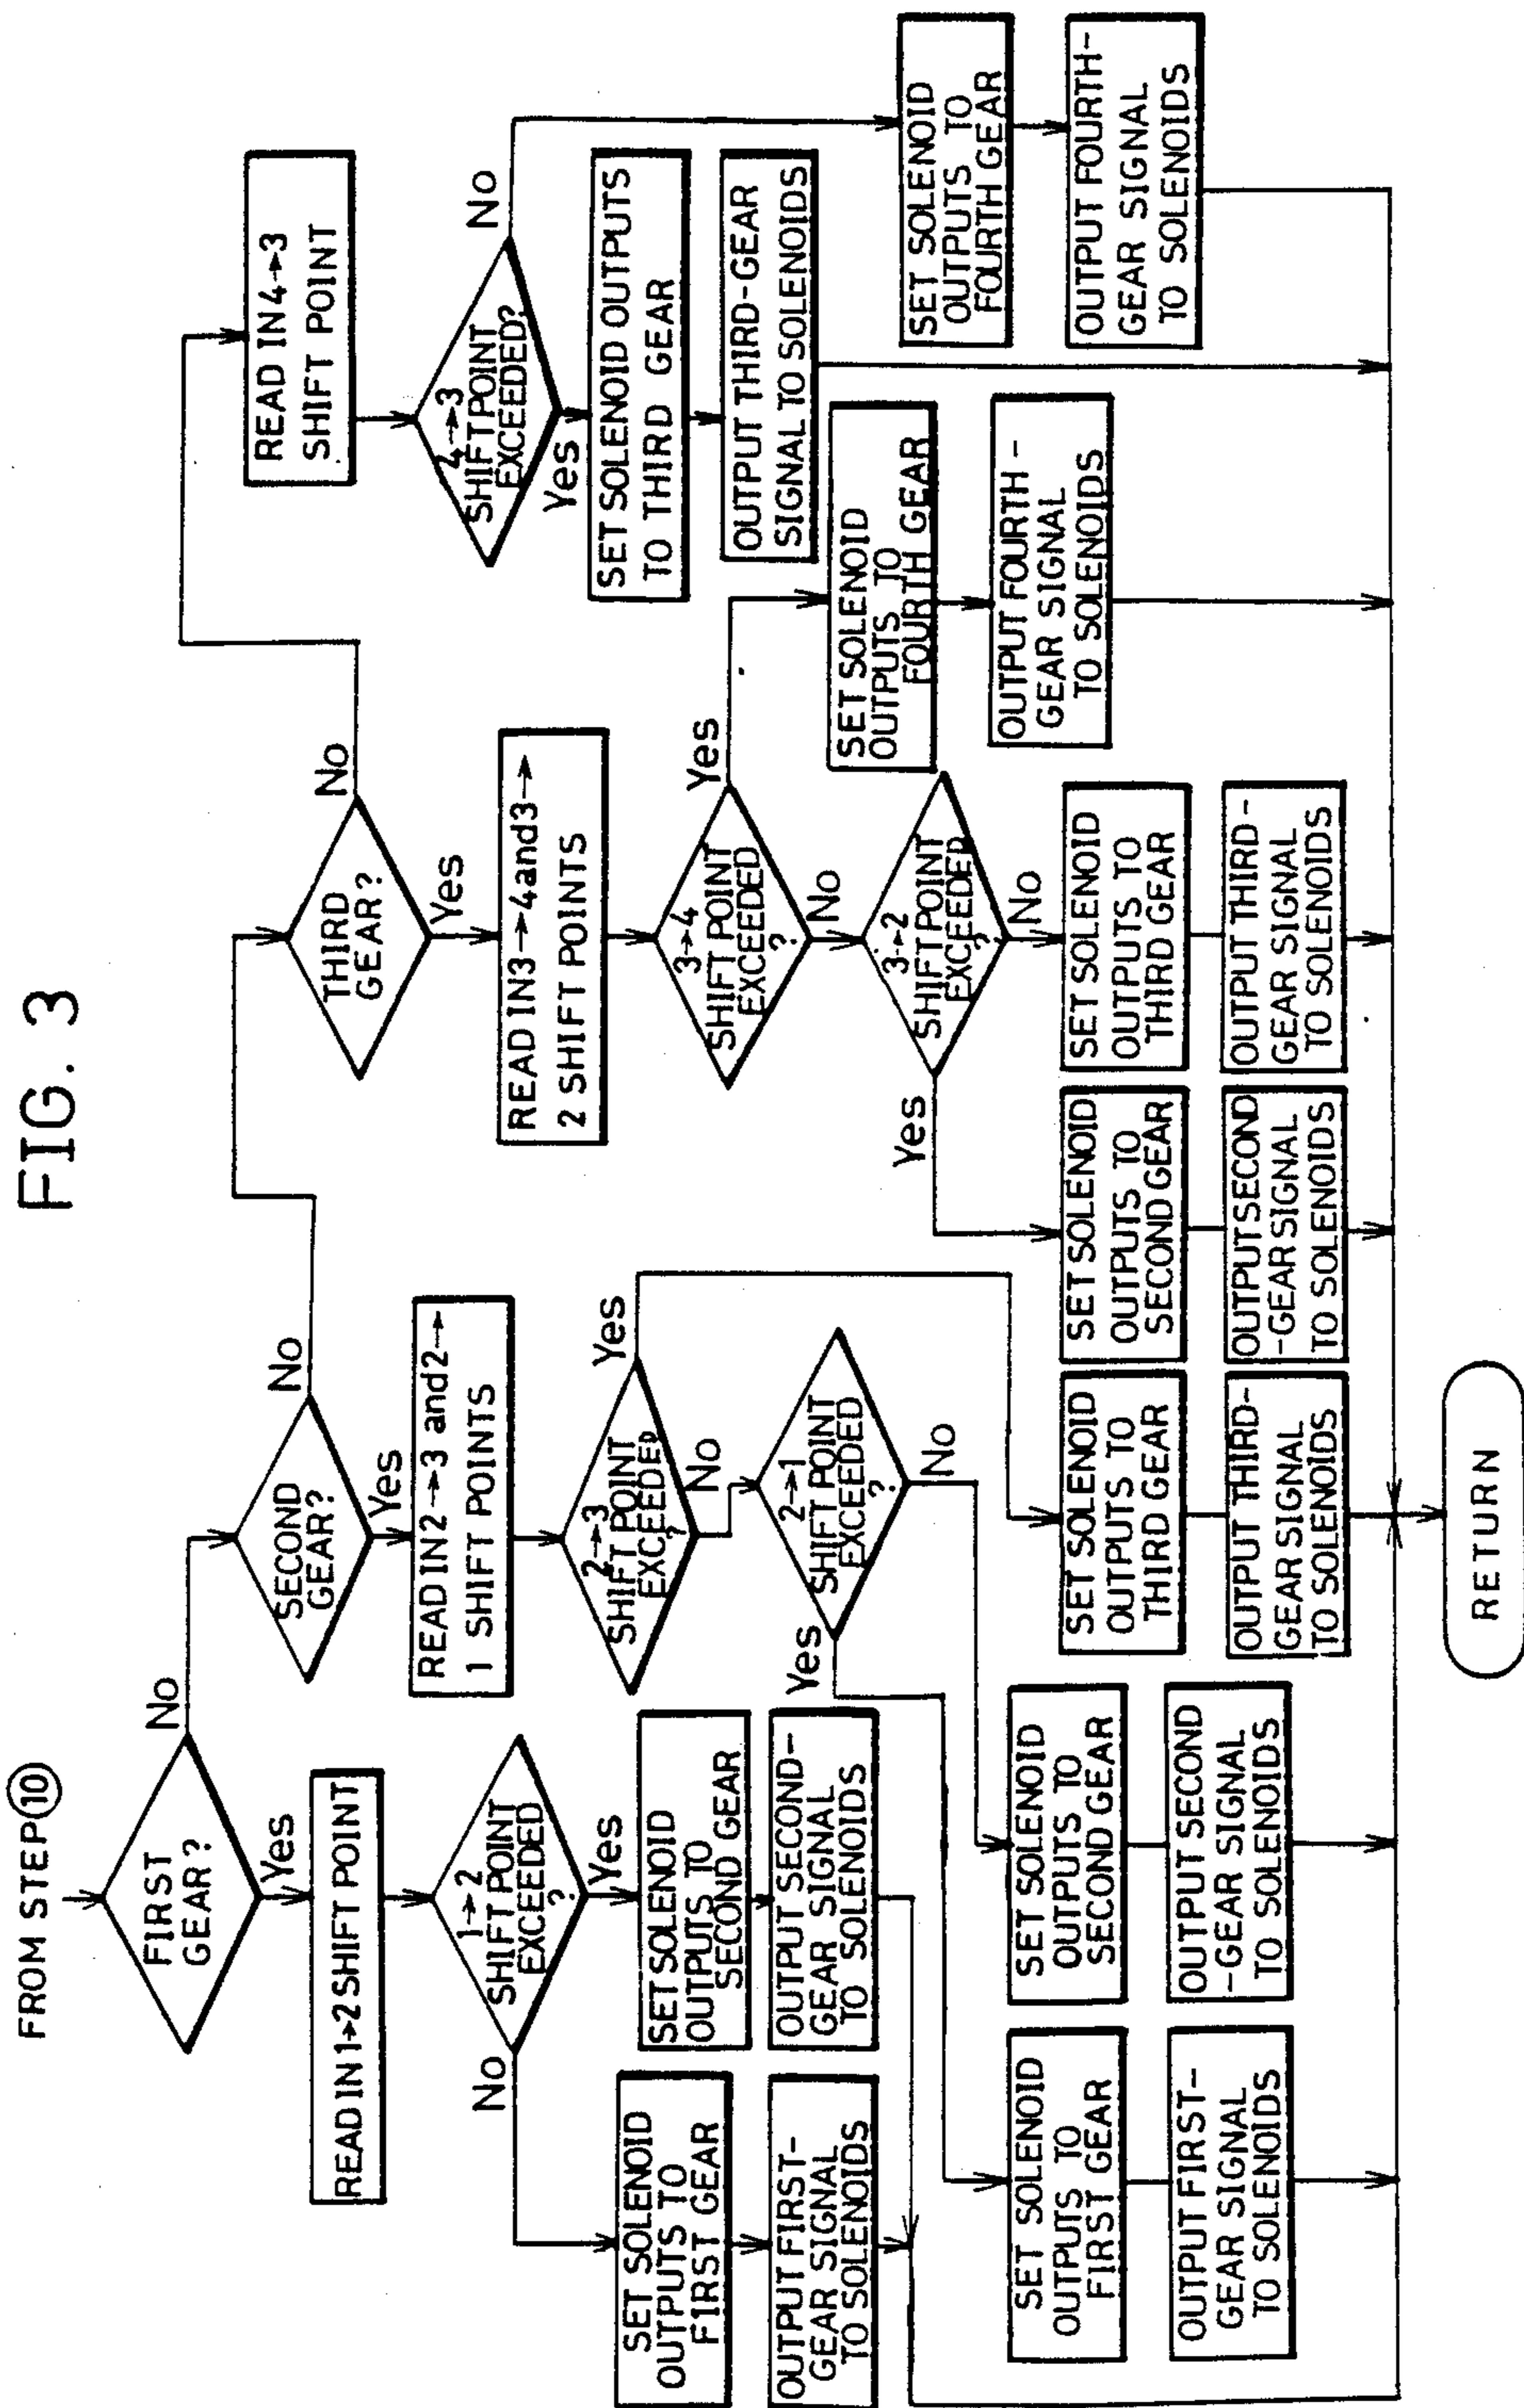 FIG. 3
FROM STEP 10
FIRST
GEAR?
No
Yes
READ IN 1→2 SHIFT POINT
1→2
SHIFT POINT
EXCEEDED
?
No
Yes
SET SOLENOID
OUTPUTS TO
FIRST GEAR
OUTPUT FIRST-
GEAR SIGNAL
TO SOLENOIDS
SET SOLENOID
OUTPUTS TO
SECOND GEAR
OUTPUT SECOND-
GEAR SIGNAL
TO SOLENOIDS
SECOND
GEAR?
No
Yes
READ IN 2→3 and 2→
1 SHIFT POINTS
2→3
SHIFT POINT
EXCEEDED
?
Yes
No
2→1
SHIFT POINT
EXCEEDED
?
Yes
No
SET SOLENOID
OUTPUTS TO
FIRST GEAR
OUTPUT FIRST-
GEAR SIGNAL
TO SOLENOIDS
SET SOLENOID
OUTPUTS TO
SECOND GEAR
OUTPUT SECOND
-GEAR SIGNAL
TO SOLENOIDS
SET SOLENOID
OUTPUTS TO
THIRD GEAR
OUTPUT THIRD-
GEAR SIGNAL
TO SOLENOIDS
THIRD
GEAR?
No
Yes
READ IN 3→4 and 3→
2 SHIFT POINTS
3→4
SHIFT POINT
EXCEEDED
?
Yes
No
3→2
SHIFT POINT
EXCEEDED
?
Yes
No
SET SOLENOID
OUTPUTS TO
SECOND GEAR
OUTPUT SECOND
-GEAR SIGNAL
TO SOLENOIDS
SET SOLENOID
OUTPUTS TO
THIRD GEAR
OUTPUT THIRD-
GEAR SIGNAL
TO SOLENOIDS
SET SOLENOID
OUTPUTS TO
FOURTH GEAR
OUTPUT FOURTH-
GEAR SIGNAL
TO SOLENOIDS
READ IN 4→3
SHIFT POINT
4→3
SHIFT POINT
EXCEEDED?
No
Yes
SET SOLENOID OUTPUTS
TO THIRD GEAR
OUTPUT THIRD-GEAR
SIGNAL TO SOLENOIDS
SET SOLENOID
OUTPUTS TO
FOURTH GEAR
OUTPUT FOURTH-
GEAR SIGNAL
TO SOLENOIDS
RETURN